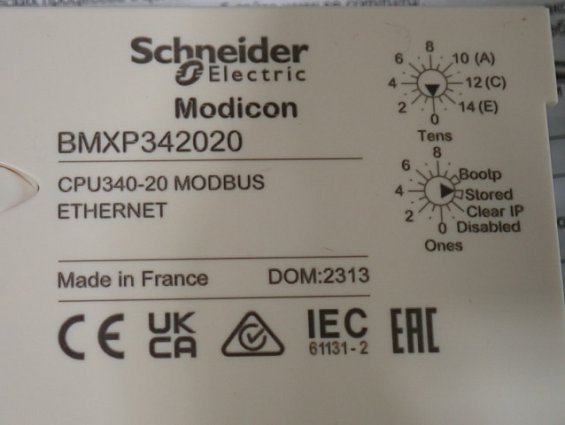 Schneider
Electric
Modicon
BMXP342020
CPU340-20 MODBUS
ETHERNET
Made in France DOM:2313
CE UK CA IEC 61131-2 EAC
8
6 10 (A)
4 12 (C)
2 14 (E)
0
Tens
8
6 Bootp
4 Stored
2 Clear IP
0 Disabled
Ones